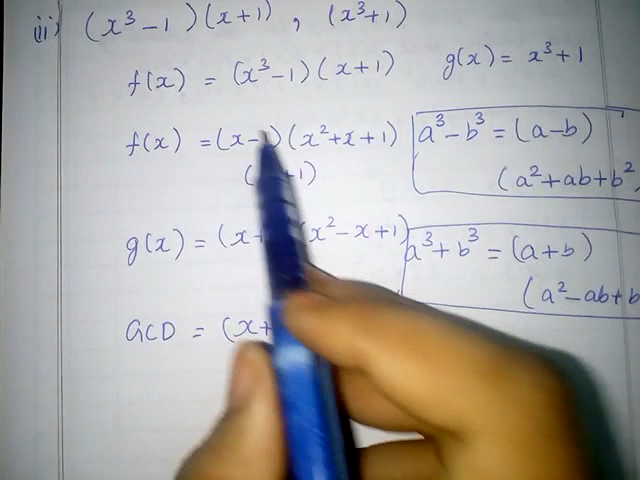 ii) (x³-1)(x+1), (x³+1)
f(x) = (x³-1)(x+1) g(x) = x³+1
f(x) = (x-1)(x²+x+1) a³-b³ = (a-b)
(a²+ab+b²
g(x) = (x+ (x²-x+1) a³+b³ = (a+b)
(a²-ab+b
GCD = (x+